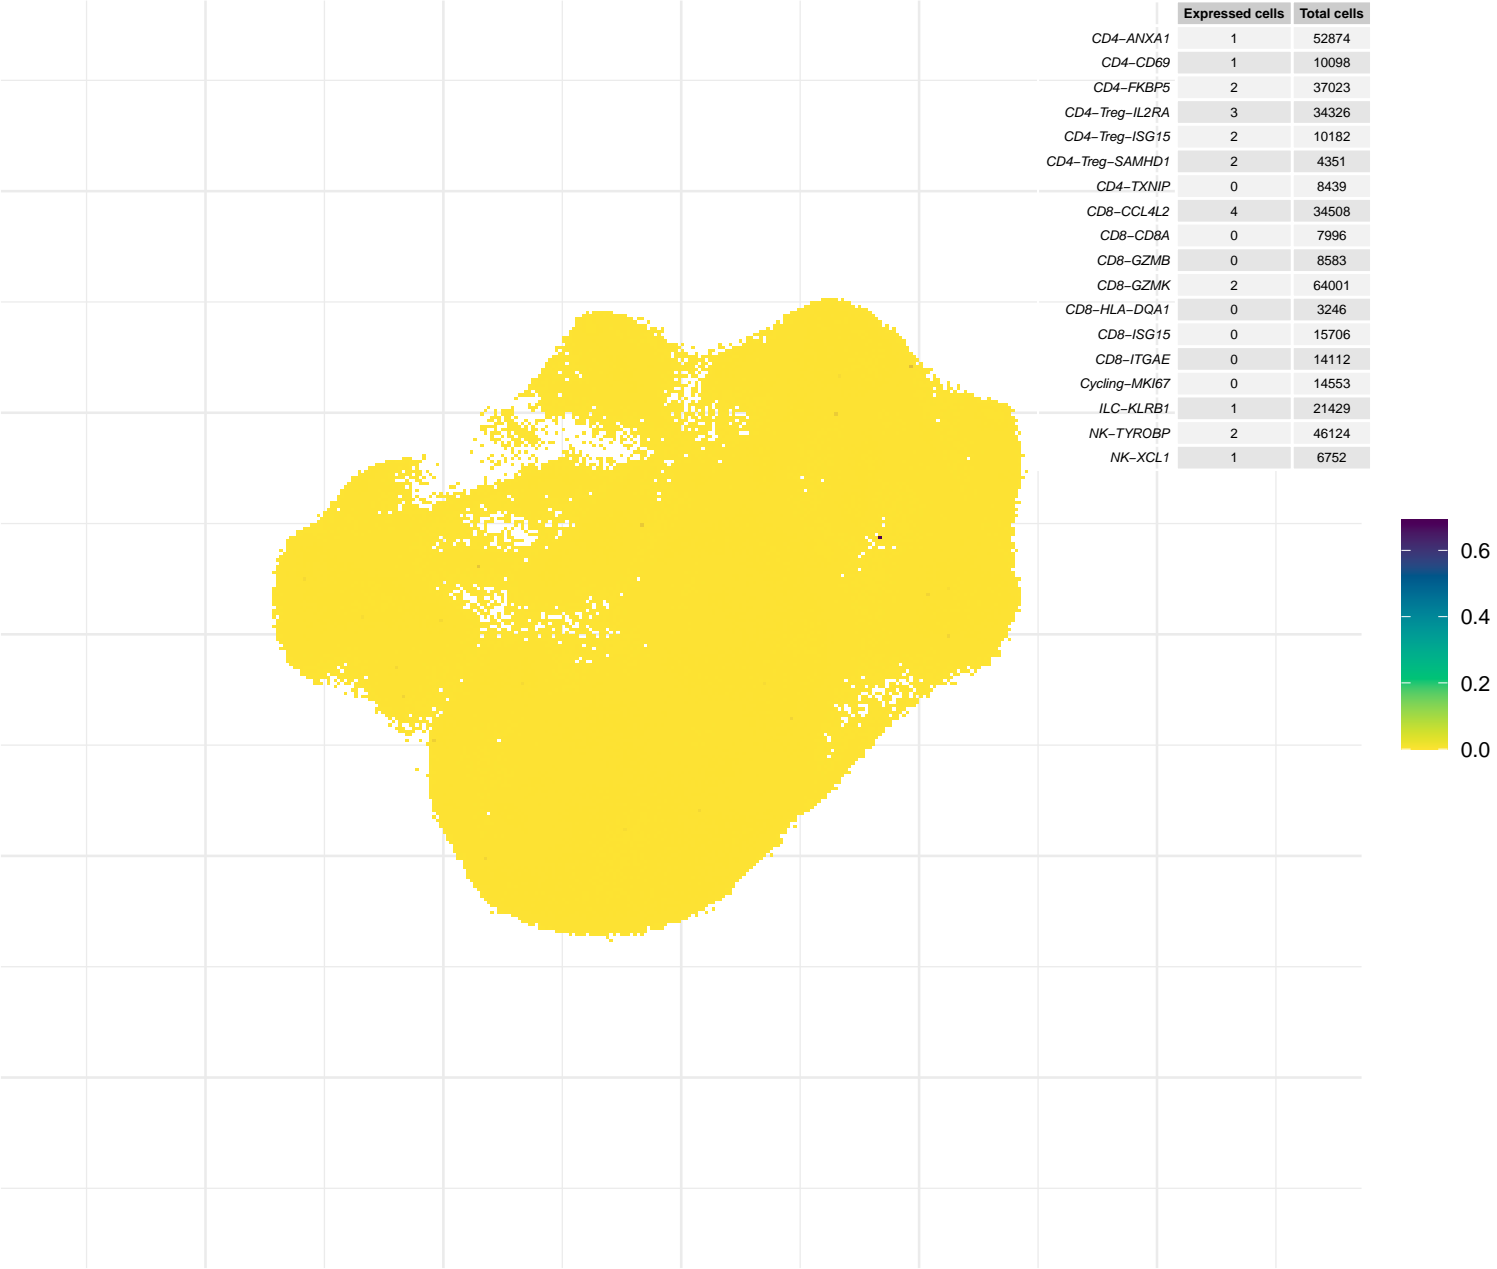 Expressed cells Total cells
CD4−ANXA1 1 52874
CD4−CD69 1 10098
CD4−FKBP5 2 37023
CD4−Treg−IL2RA 3 34326
CD4−Treg−ISG15 2 10182
CD4−Treg−SAMHD1 2 4351
CD4−TXNIP 0 8439
CD8−CCL4L2 4 34508
CD8−CD8A 0 7996
CD8−GZMB 0 8583
CD8−GZMK 2 64001
CD8−HLA−DQA1 0 3246
CD8−ISG15 0 15706
CD8−ITGAE 0 14112
Cycling−MKI67 0 14553
ILC−KLRB1 1 21429
NK−TYROBP 2 46124
NK−XCL1 1 6752
0.6
0.4
0.2
0.0